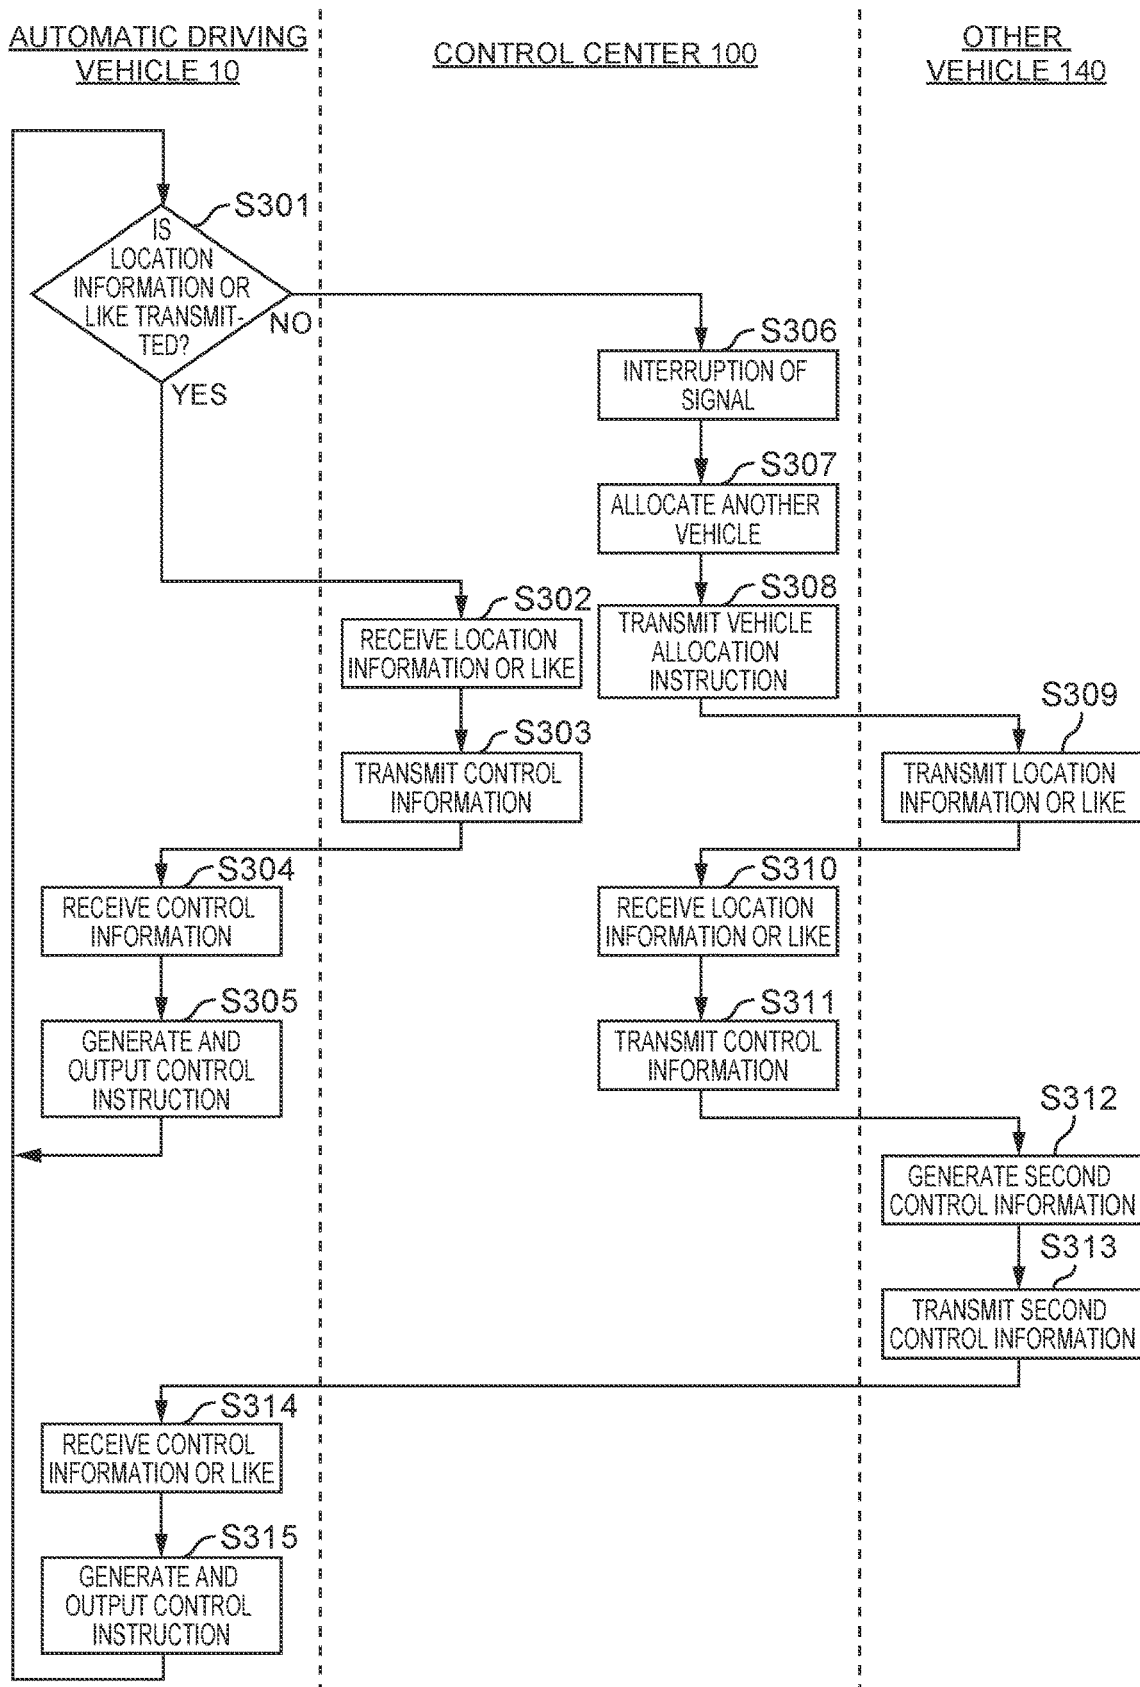 AUTOMATIC DRIVING
VEHICLE 10
CONTROL CENTER 100
OTHER
VEHICLE 140
S301
IS
LOCATION
INFORMATION OR
LIKE TRANSMIT-
TED?
NO
YES
S306
INTERRUPTION OF
SIGNAL
S307
ALLOCATE ANOTHER
VEHICLE
S308
TRANSMIT VEHICLE
ALLOCATION
INSTRUCTION
S302
RECEIVE LOCATION
INFORMATION OR LIKE
S303
TRANSMIT CONTROL
INFORMATION
S309
TRANSMIT LOCATION
INFORMATION OR LIKE
S304
RECEIVE CONTROL
INFORMATION
S310
RECEIVE LOCATION
INFORMATION OR LIKE
S305
GENERATE AND
OUTPUT CONTROL
INSTRUCTION
S311
TRANSMIT CONTROL
INFORMATION
S312
GENERATE SECOND
CONTROL INFORMATION
S313
TRANSMIT SECOND
CONTROL INFORMATION
S314
RECEIVE CONTROL
INFORMATION OR LIKE
S315
GENERATE AND
OUTPUT CONTROL
INSTRUCTION